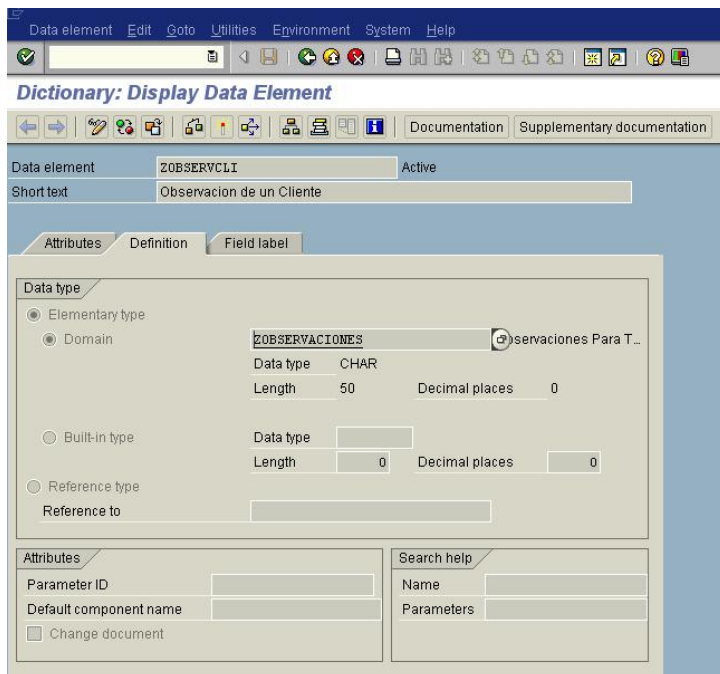 Data element Edit Goto Utilities Environment System Help
Dictionary: Display Data Element
Documentation Supplementary documentation
Data element ZOBSERVCLI Active
Short text Observacion de un Cliente
Attributes Definition Field label
Data type
Elementary type
Domain ZOBSERVACIONES servaciones Para T...
Data type CHAR
Length 50 Decimal places 0
Built-in type Data type
Length 0 Decimal places 0
Reference type
Reference to
Attributes Search help
Parameter ID Name
Default component name Parameters
Change document